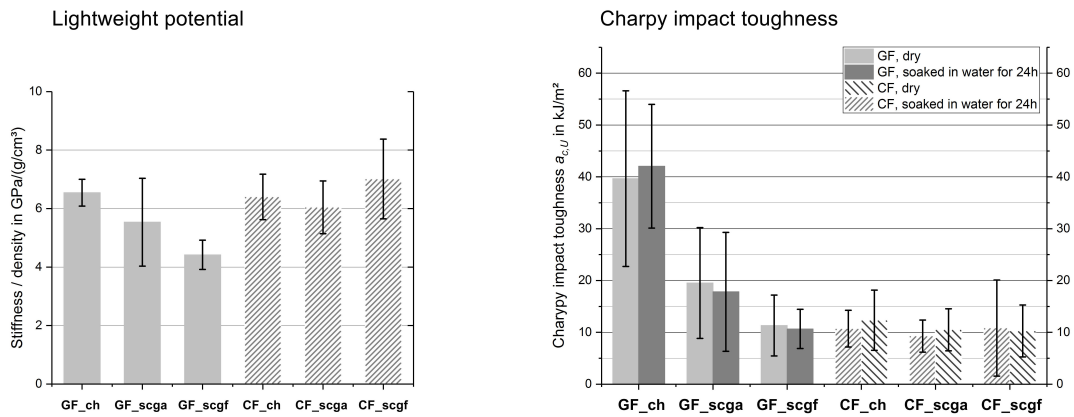 Lightweight potential
Stiffness / density in GPa/(g/cm³)
10
8
6
4
2
0
GF_ch GF_scga GF_scgf CF_ch CF_scga CF_scgf
Charpy impact toughness
Charypy impact toughness ac,U in kJ/m²
60
50
40
30
20
10
0
GF, dry
GF, soaked in water for 24h
CF, dry
CF, soaked in water for 24h
60
50
40
30
20
10
0
GF_ch GF_scga GF_scgf CF_ch CF_scga CF_scgf